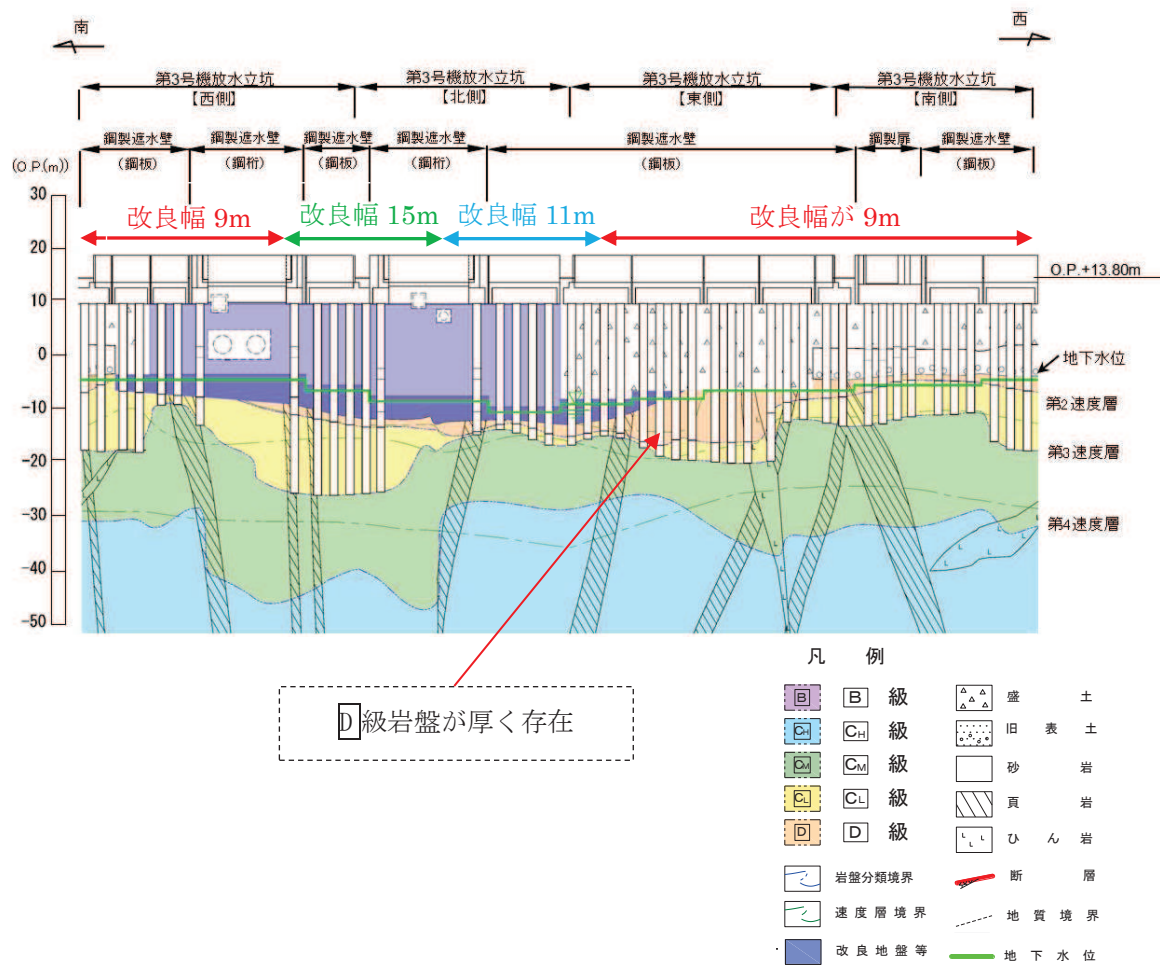 南
西
第3号機放水立坑 第3号機放水立坑 第3号機放水立坑 第3号機放水立坑
【西側】 【北側】 【東側】 【南側】
鋼製遮水壁 鋼製遮水壁 鋼製遮水壁 鋼製遮水壁 鋼製遮水壁 鋼製扉 鋼製遮水壁
(鋼板) (鋼桁) (鋼板) (鋼桁) (鋼板) (鋼板)
(O.P.(m))
30
改良幅 9m 改良幅 15m 改良幅 11m 改良幅が 9m
20
O.P.+13.80m
10
0
地下水位
-10
第2速度層
-20
第3速度層
-30
第4速度層
-40
-50
D級岩盤が厚く存在
凡 例
B B 級 盛 土
CH CH 級 旧 表 土
CM CM 級 砂 岩
CL CL 級 頁 岩
D D 級 ひ ん 岩
岩盤分類境界 断 層
速度層境界 地 質 境 界
改良地盤等 地 下 水 位